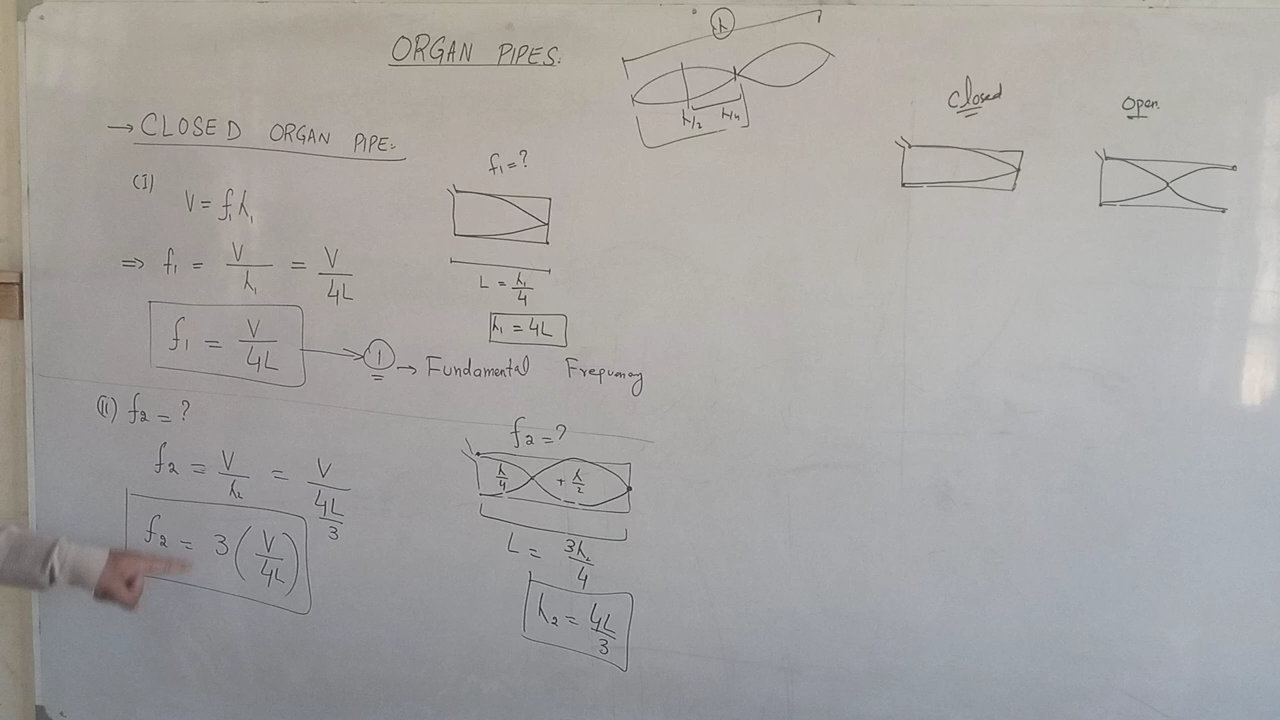 ORGAN PIPES:
λ
λ/2 λ/4
→ CLOSED ORGAN PIPE:
(I)
V = f₁λ₁
⇒ f₁ = V/λ₁ = V/4L
f₁ = V/4L → ① → Fundamental Frequency
f₁ = ?
L = λ₁/4
λ₁ = 4L
(II) f₂ = ?
f₂ = V/λ₂ = V/(4L/3)
f₂ = 3(V/4L)
f₂ = ?
λ/4 + λ/2
L = 3λ₂/4
λ₂ = 4L/3
Closed
Open.